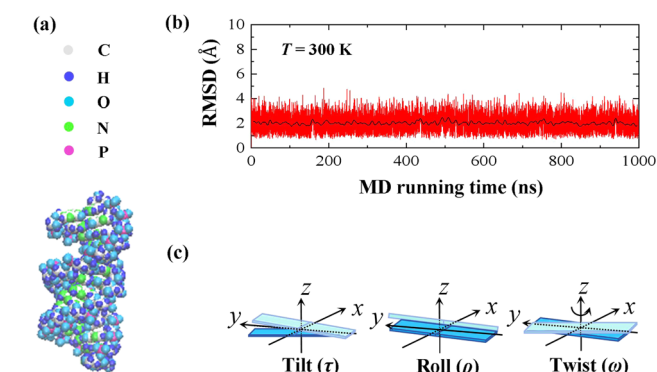 (a)
C
H
O
N
P
(b)
T = 300 K
RMSD (Å)
10
8
6
4
2
0
0 200 400 600 800 1000
MD running time (ns)
(c)
z z z
y x y x y x
Tilt (τ) Roll (ρ) Twist (ω)